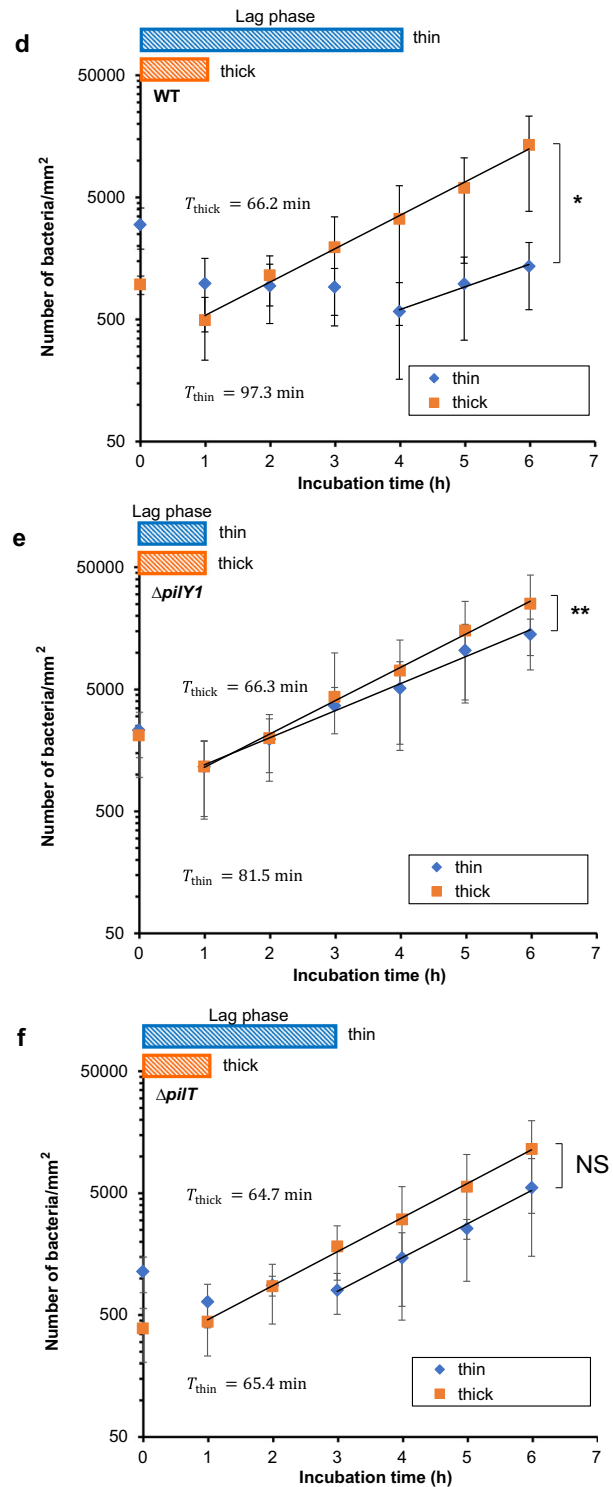 Lag phase
d
thin
thick
WT
50000
5000
500
50
Number of bacteria/mm²
T_thick = 66.2 min
*
T_thin = 97.3 min
thin
thick
0 1 2 3 4 5 6 7
Incubation time (h)
Lag phase
e
thin
thick
ΔpilY1
50000
5000
500
50
Number of bacteria/mm²
T_thick = 66.3 min
**
T_thin = 81.5 min
thin
thick
0 1 2 3 4 5 6 7
Incubation time (h)
Lag phase
f
thin
thick
ΔpilT
50000
5000
500
50
Number of bacteria/mm²
T_thick = 64.7 min
NS
T_thin = 65.4 min
thin
thick
0 1 2 3 4 5 6 7
Incubation time (h)